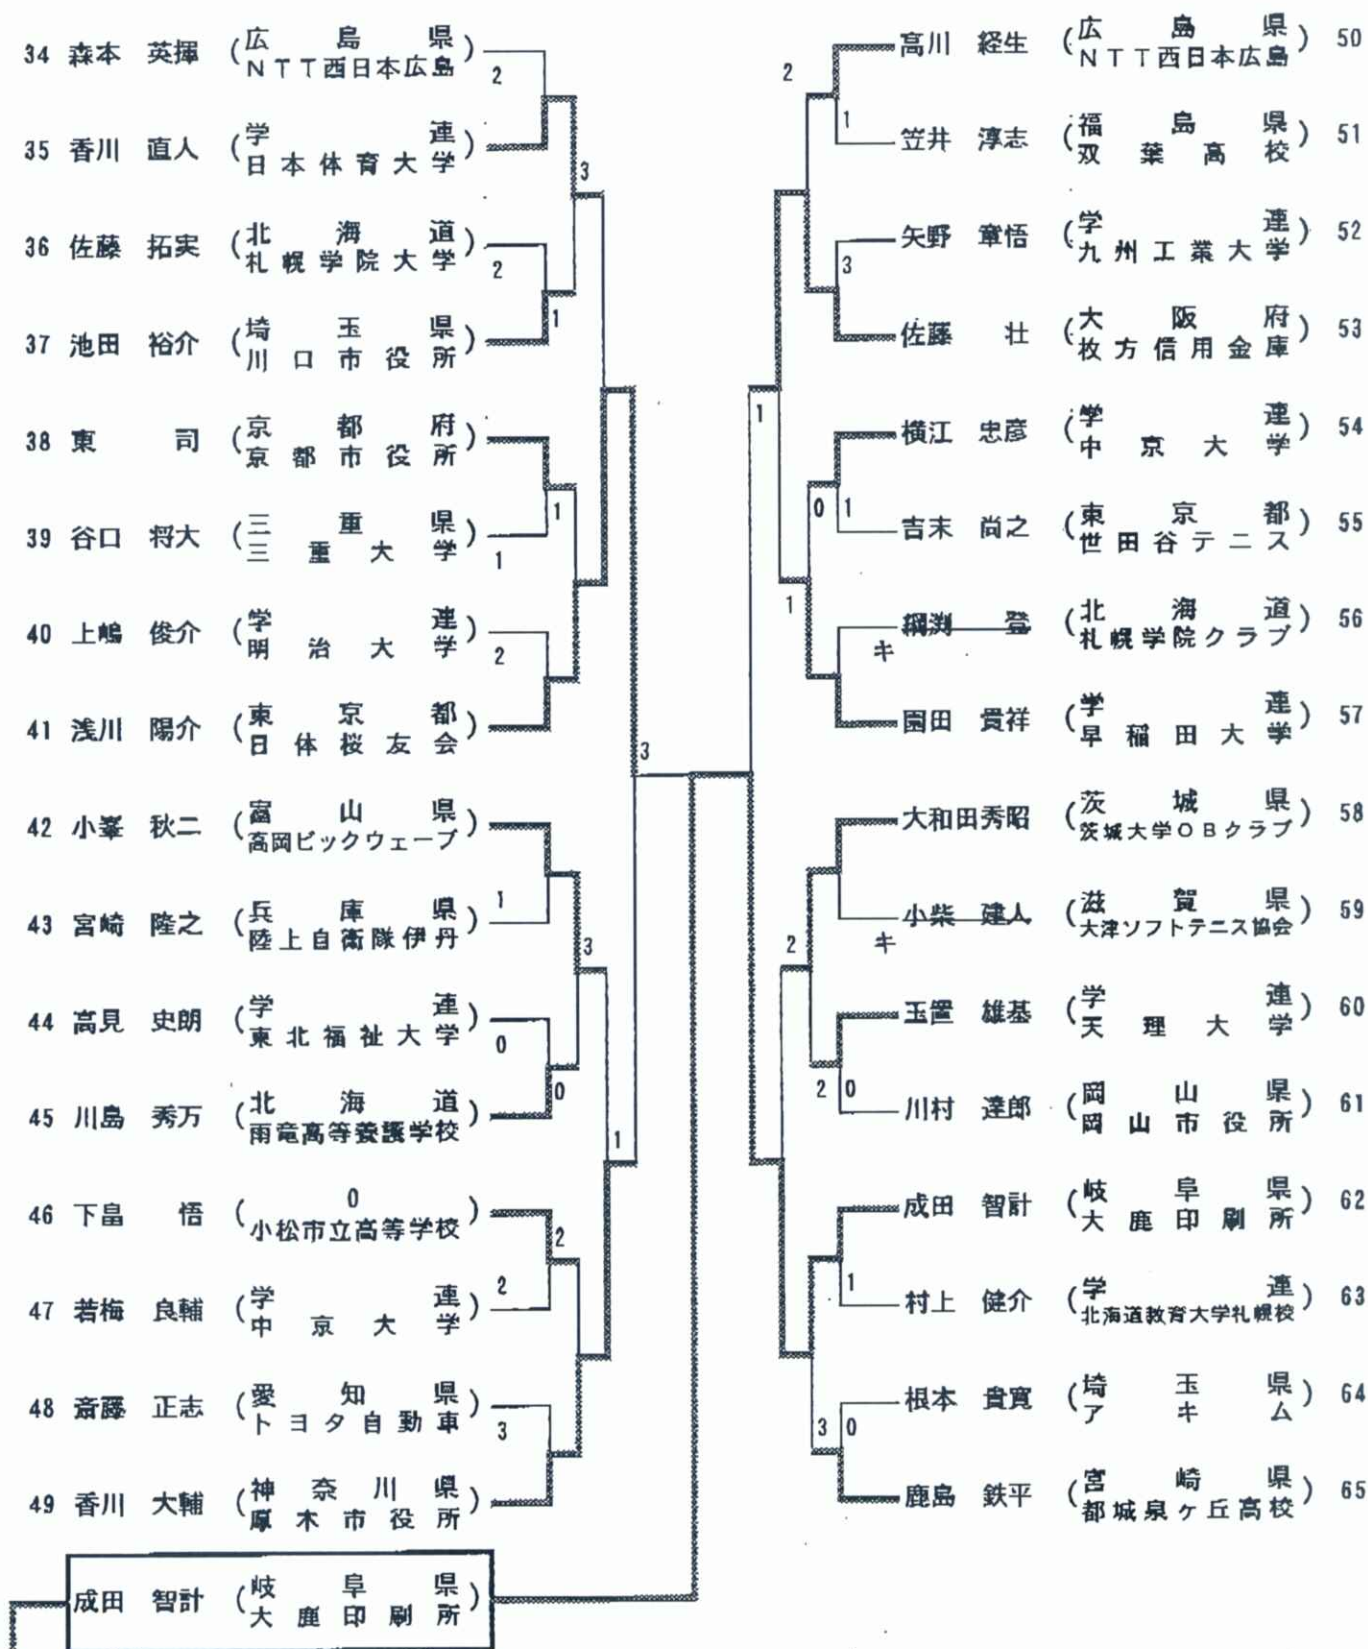 34 森本 英揮 (広島県 NTT西日本広島)
2
35 香川 直人 (学連 日本体育大学)
3
36 佐藤 拓実 (北海道 札幌学院大学)
2
1
37 池田 裕介 (埼玉県 川口市役所)
38 東 司 (京都府 京都市役所)
1
39 谷口 将大 (三重県 三重大学)
1
40 上嶋 俊介 (学連 明治大学)
2
41 浅川 陽介 (東京都 日体桜友会)
3
42 小峯 秋二 (富山県 高岡ビックウェーブ)
1
43 宮崎 隆之 (兵庫県 陸上自衛隊伊丹)
3
44 高見 史朗 (学連 東北福祉大学)
0
0
45 川島 秀万 (北海道 雨竜高等養護学校)
1
46 下畠 悟 (0 小松市立高等学校)
2
2
47 若梅 良輔 (学連 中京大学)
48 斎藤 正志 (愛知県 トヨタ自動車)
3
49 香川 大輔 (神奈川県 厚木市役所)
高川 経生 (広島県 NTT西日本広島) 50
2
1
笠井 淳志 (福島県 双葉高校) 51
矢野 章悟 (学連 九州工業大学) 52
3
佐藤 壮 (大阪府 枚方信用金庫) 53
1
横江 忠彦 (学連 中京大学) 54
0 1
吉末 尚之 (東京都 世田谷テニス) 55
1
綱渕 登 (北海道 札幌学院クラブ) 56
キ
園田 貴祥 (学連 早稲田大学) 57
大和田秀昭 (茨城県 茨城大学OBクラブ) 58
小柴 建人 (滋賀県 大津ソフトテニス協会) 59
キ
2
玉置 雄基 (学連 天理大学) 60
2 0
川村 達郎 (岡山県 岡山市役所) 61
成田 智計 (岐阜県 大鹿印刷所) 62
1
村上 健介 (学連 北海道教育大学札幌校) 63
根本 貴寛 (埼玉県 アキム) 64
3 0
鹿島 鉄平 (宮崎県 都城泉ヶ丘高校) 65
成田 智計 (岐阜県 大鹿印刷所)